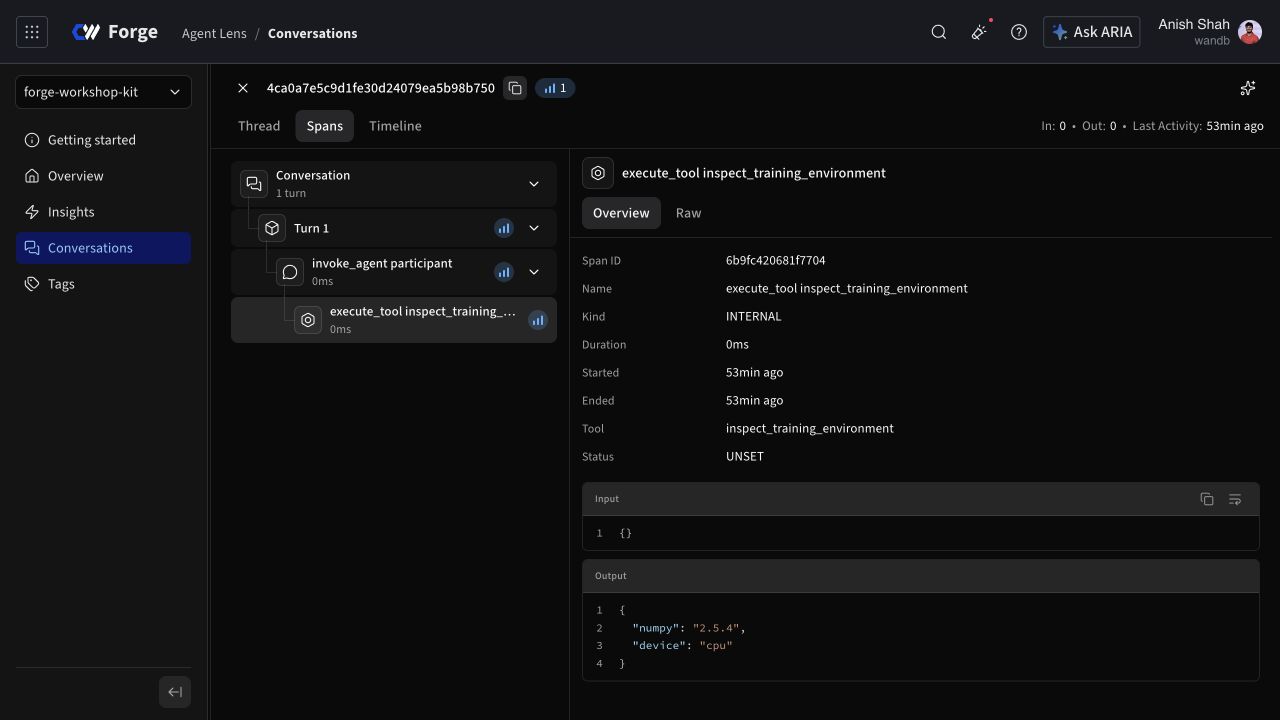 Forge
Agent Lens / Conversations
Ask ARIA
Anish Shah
wandb
forge-workshop-kit
Getting started
Overview
Insights
Conversations
Tags
4ca0a7e5c9d1fe30d24079ea5b98b750
1
Thread
Spans
Timeline
In: 0 • Out: 0 • Last Activity: 53min ago
Conversation
1 turn
Turn 1
invoke_agent participant
0ms
execute_tool inspect_training_...
0ms
execute_tool inspect_training_environment
Overview
Raw
Span ID 6b9fc420681f7704
Name execute_tool inspect_training_environment
Kind INTERNAL
Duration 0ms
Started 53min ago
Ended 53min ago
Tool inspect_training_environment
Status UNSET
Input
1 {}
Output
1 {
2 "numpy": "2.5.4",
3 "device": "cpu"
4 }